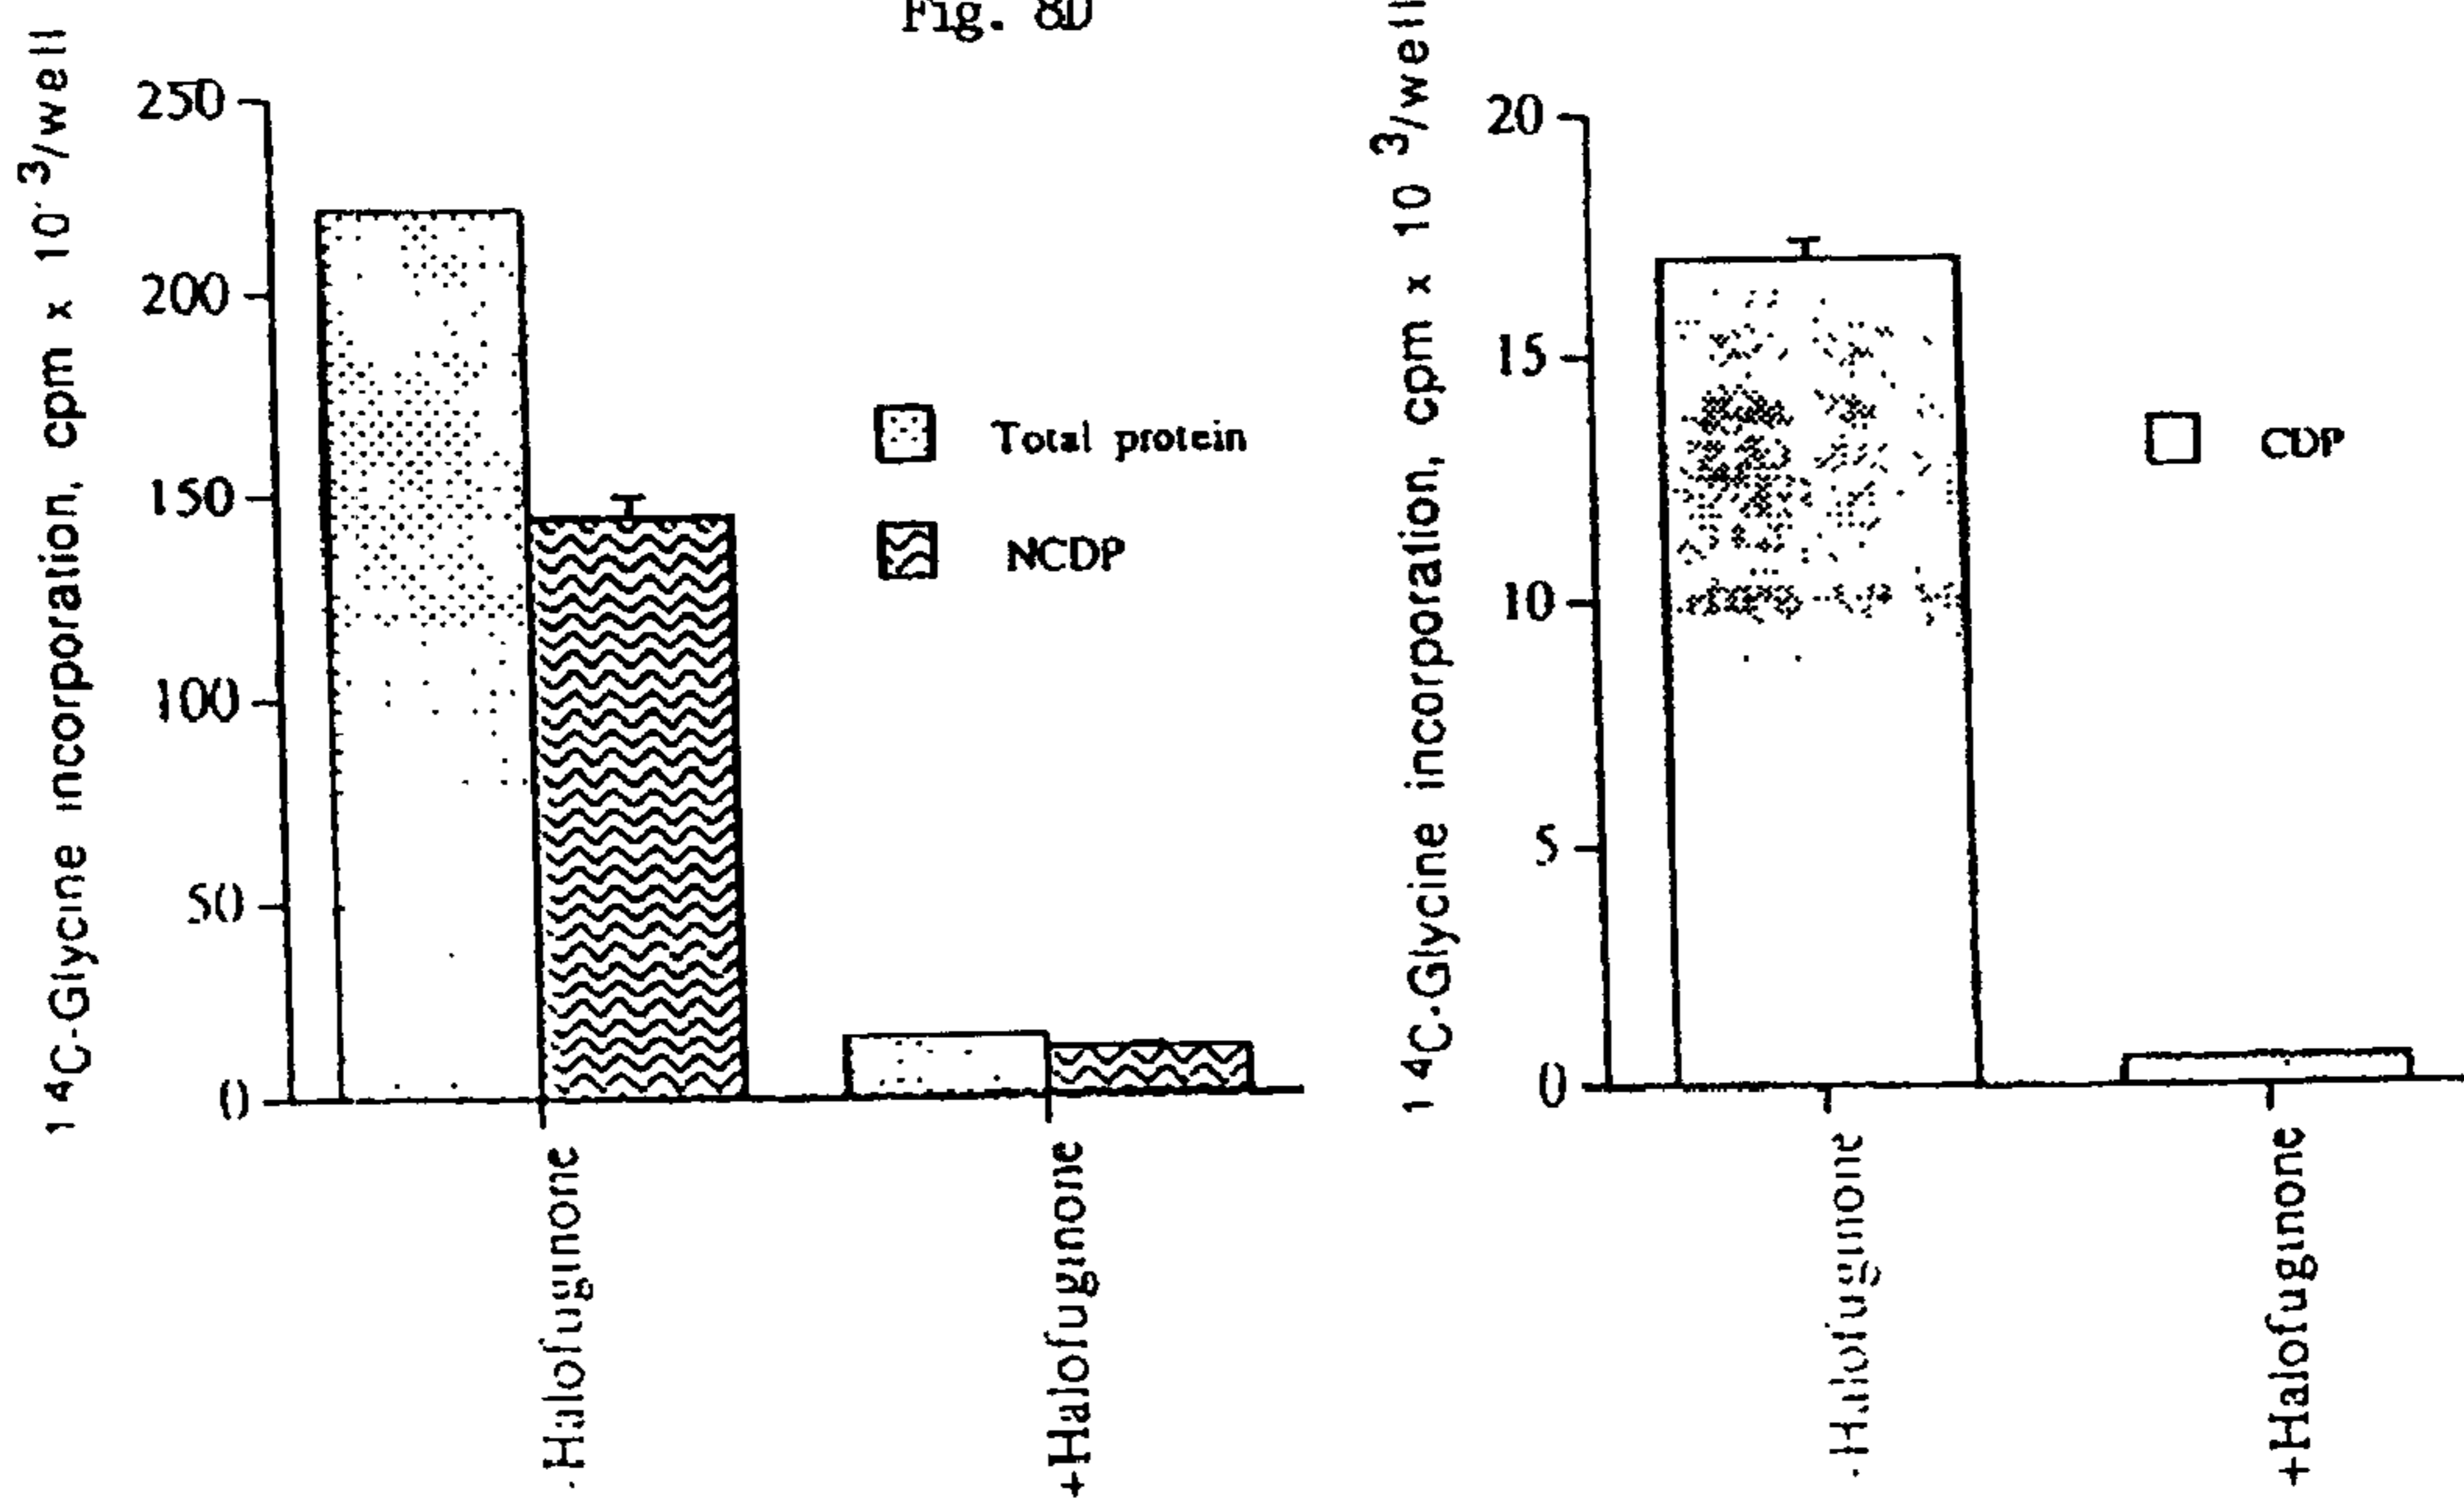 Fig. 8D
14C-Glycine incorporation, cpm x 10-3/well
250
200
150
100
50
0
Total protein
NCDP
-Halofuginone
+Halofuginone
14C-Glycine incorporation, cpm x 10 3/well
20
15
10
5
0
CDP
-Halofuginone
+Halofuginone